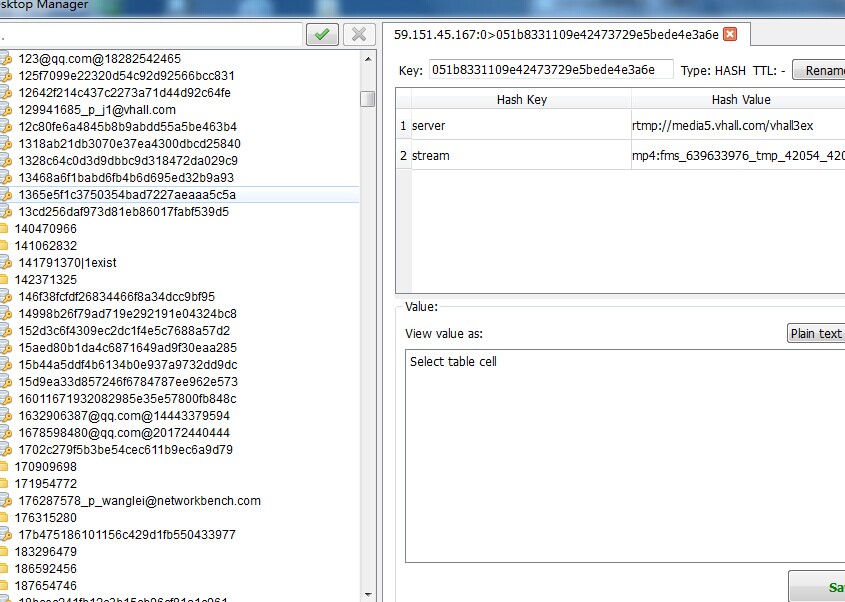 sktop Manager
.
123@qq.com@18282542465
125f7099e22320d54c92d92566bcc831
12642f214c437c2273a71d44d92c64fe
129941685_p_j1@vhall.com
12c80fe6a4845b8b9abdd55a5be463b4
1318ab21db3070e37ea4300dbcd25840
1328c64c0d3d9dbbc9d318472da029c9
13468a6f1babd6fb4b6d695ed32b9a93
1365e5f1c3750354bad7227aeaaa5c5a
13cd256daf973d81eb86017fabf539d5
140470966
141062832
141791370|1exist
142371325
146f38fcfdf26834466f8a34dcc9bf95
14998b26f79ad719e292191e04324bc8
152d3c6f4309ec2dc1f4e5c7688a57d2
15aed80b1da4c6871649ad9f30eaa285
15b44a5ddf4b6134b0e937a9732dd9dc
15d9ea33d857246f6784787ee962e573
16011671932082985e35e57800fb848c
1632906387@qq.com@14443379594
1678598480@qq.com@20172440444
1702c279f5b3be54cec611b9ec6a9d79
170909698
171954772
176287578_p_wanglei@networkbench.com
176315280
17b475186101156c429d1fb550433977
183296479
186592456
187654746
59.151.45.167:0>051b8331109e42473729e5bede4e3a6e
Key: 051b8331109e42473729e5bede4e3a6e Type: HASH TTL: - Renam
Hash Key Hash Value
1 server rtmp://media5.vhall.com/vhall3ex
2 stream mp4:fms_639633976_tmp_42054_420
Value:
View value as: Plain text
Select table cell
Sa